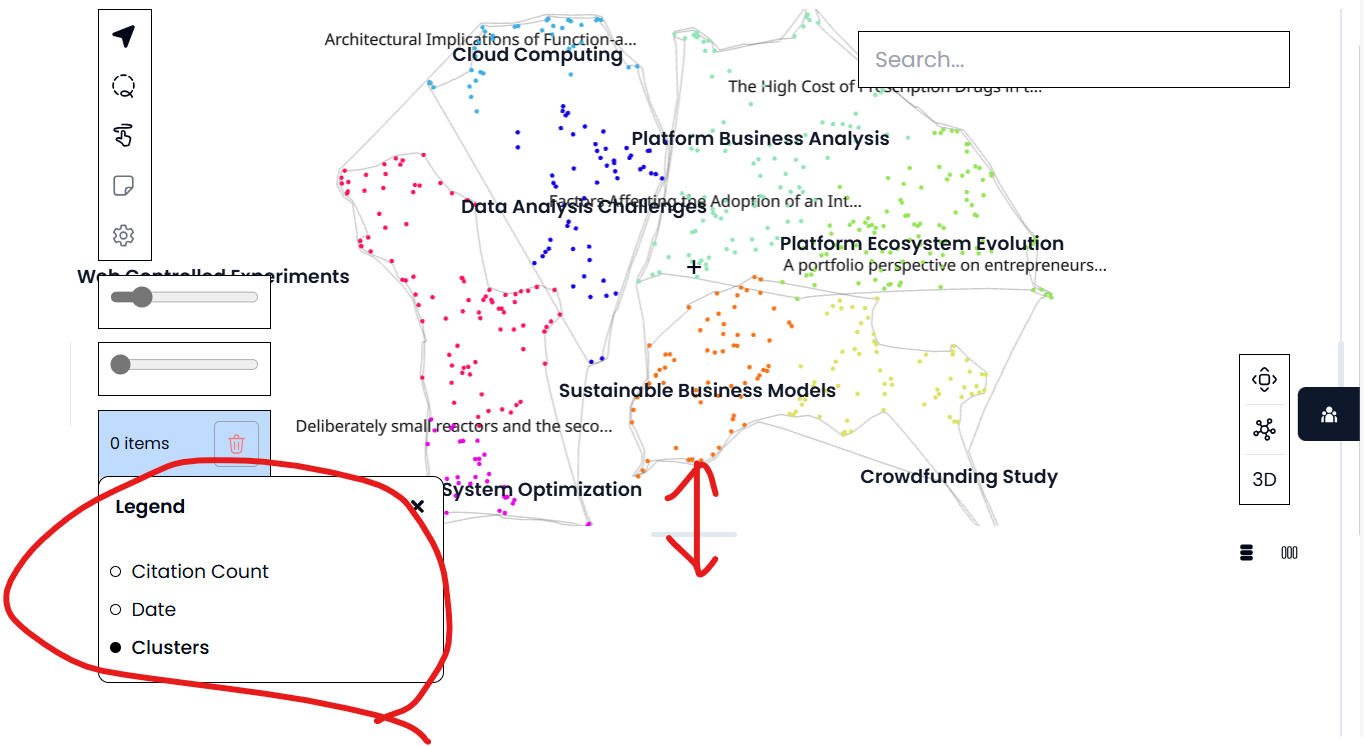 Architectural Implications of Function-a...
Cloud Computing
Search...
The High Cost of Prescription Drugs in t...
Platform Business Analysis
Factors Affecting the Adoption of an Int...
Data Analysis Challenges
Platform Ecosystem Evolution
A portfolio perspective on entrepreneurs...
Web Controlled Experiments
Sustainable Business Models
Deliberately small reactors and the seco...
0 items
Crowdfunding Study
3D
System Optimization
Legend
Citation Count
Date
Clusters